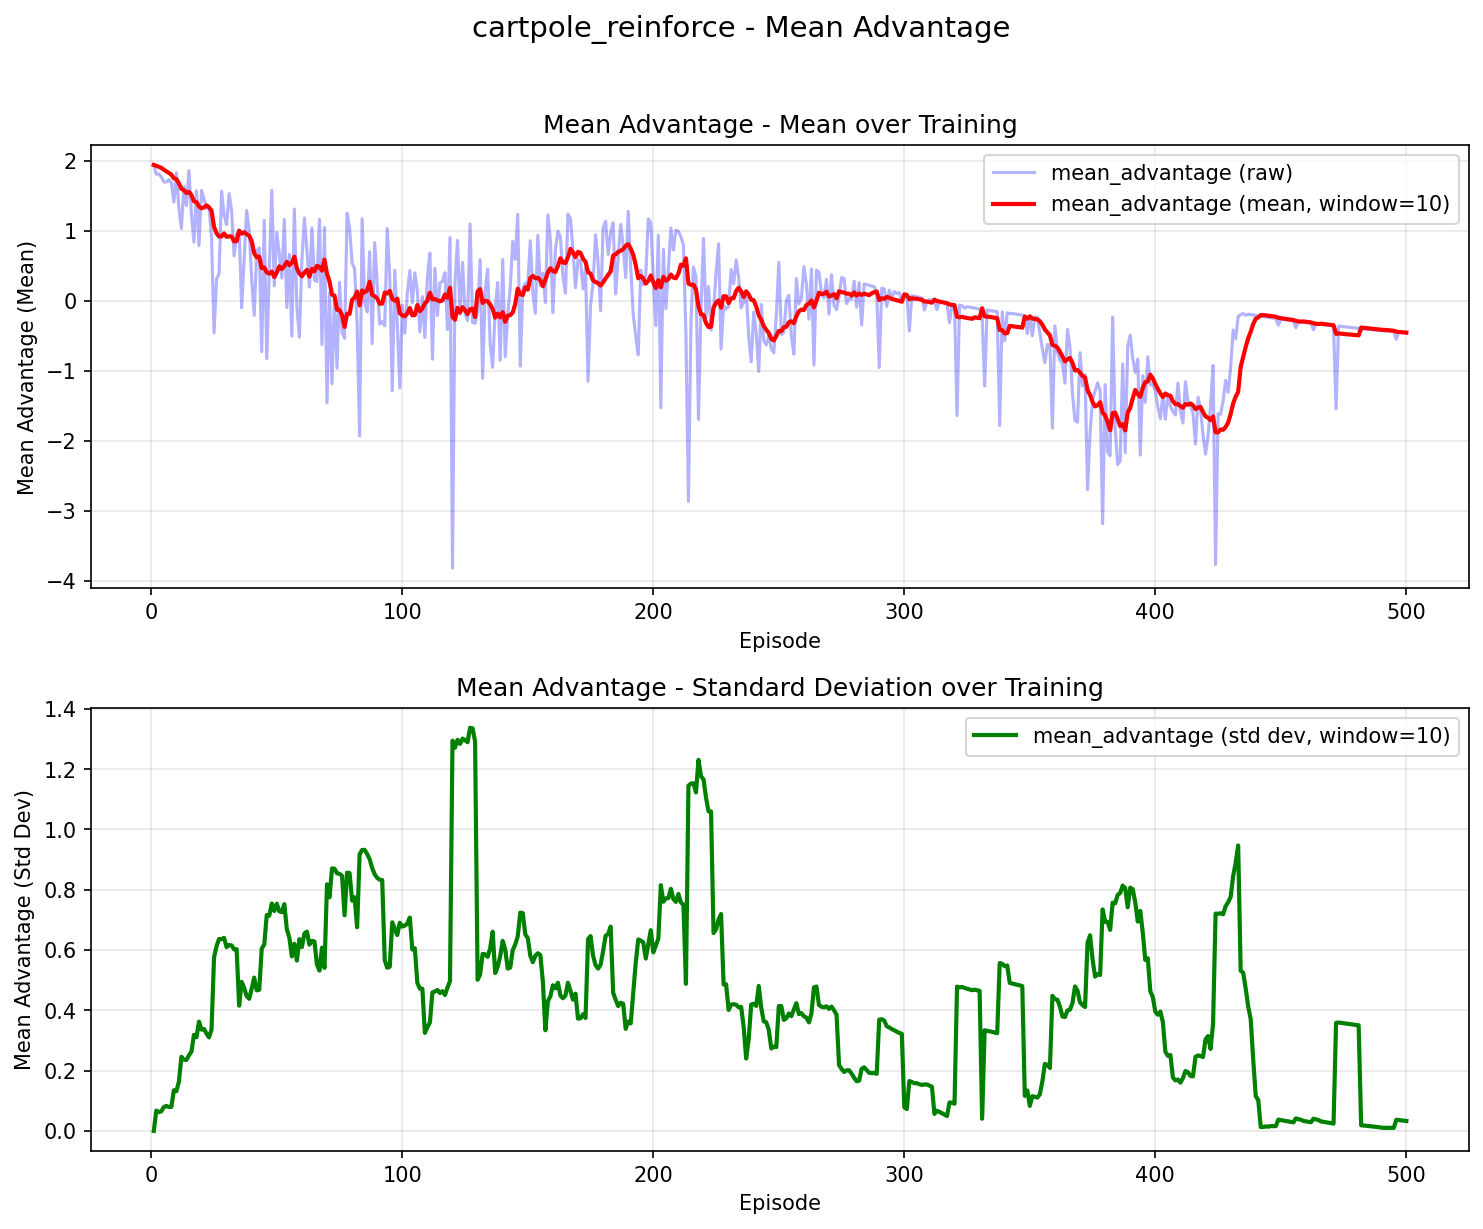 cartpole_reinforce - Mean Advantage
Mean Advantage - Mean over Training
Mean Advantage (Mean)
2
1
0
−1
−2
−3
−4
mean_advantage (raw)
mean_advantage (mean, window=10)
0 100 200 300 400 500
Episode
Mean Advantage - Standard Deviation over Training
Mean Advantage (Std Dev)
1.4
1.2
1.0
0.8
0.6
0.4
0.2
0.0
mean_advantage (std dev, window=10)
0 100 200 300 400 500
Episode